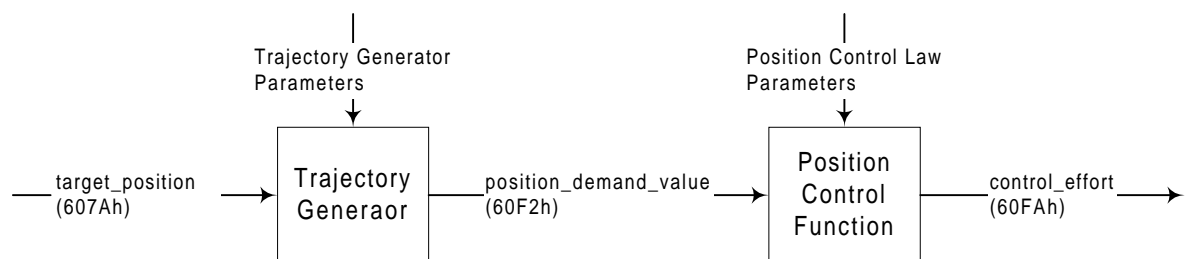 Trajectory Generator
Parameters
Position Control Law
Parameters
target_position
(607Ah)
Trajectory
Generaor
position_demand_value
(60F2h)
Position
Control
Function
control_effort
(60FAh)